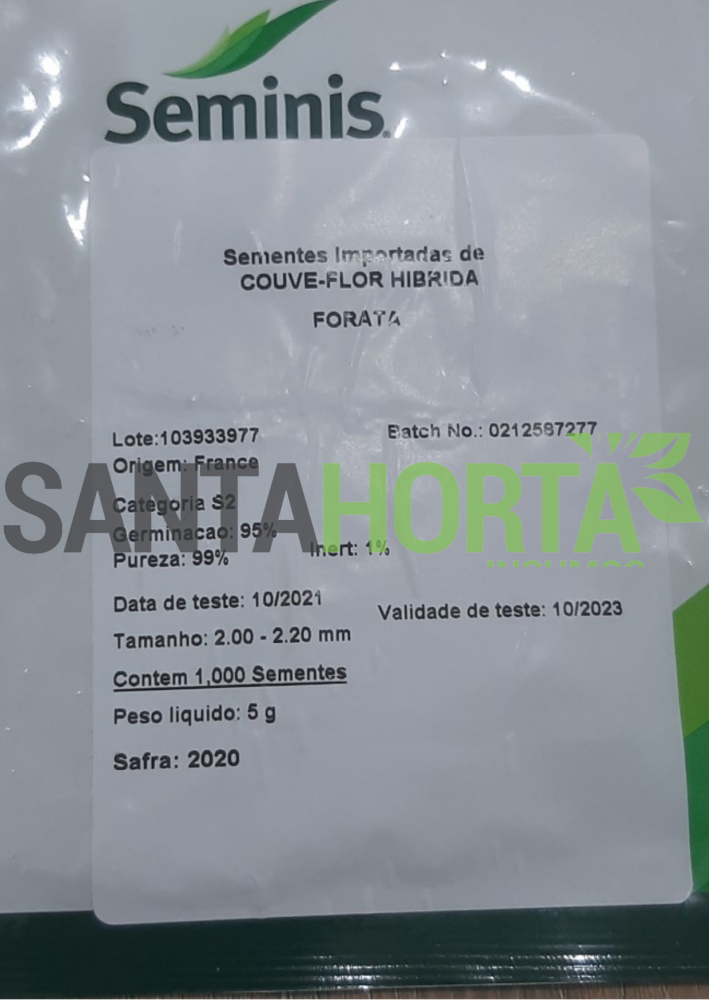 Seminis
Sementes Importadas de
COUVE-FLOR HIBRIDA
FORATA
Lote:103933977 Batch No.: 0212587277
Origem: France
SANTAHORTA
Categoria S2
Germinacao: 95%
Pureza: 99% Inert: 1%
Data de teste: 10/2021 Validade de teste: 10/2023
Tamanho: 2.00 - 2.20 mm
Contem 1,000 Sementes
Peso liquido: 5 g
Safra: 2020